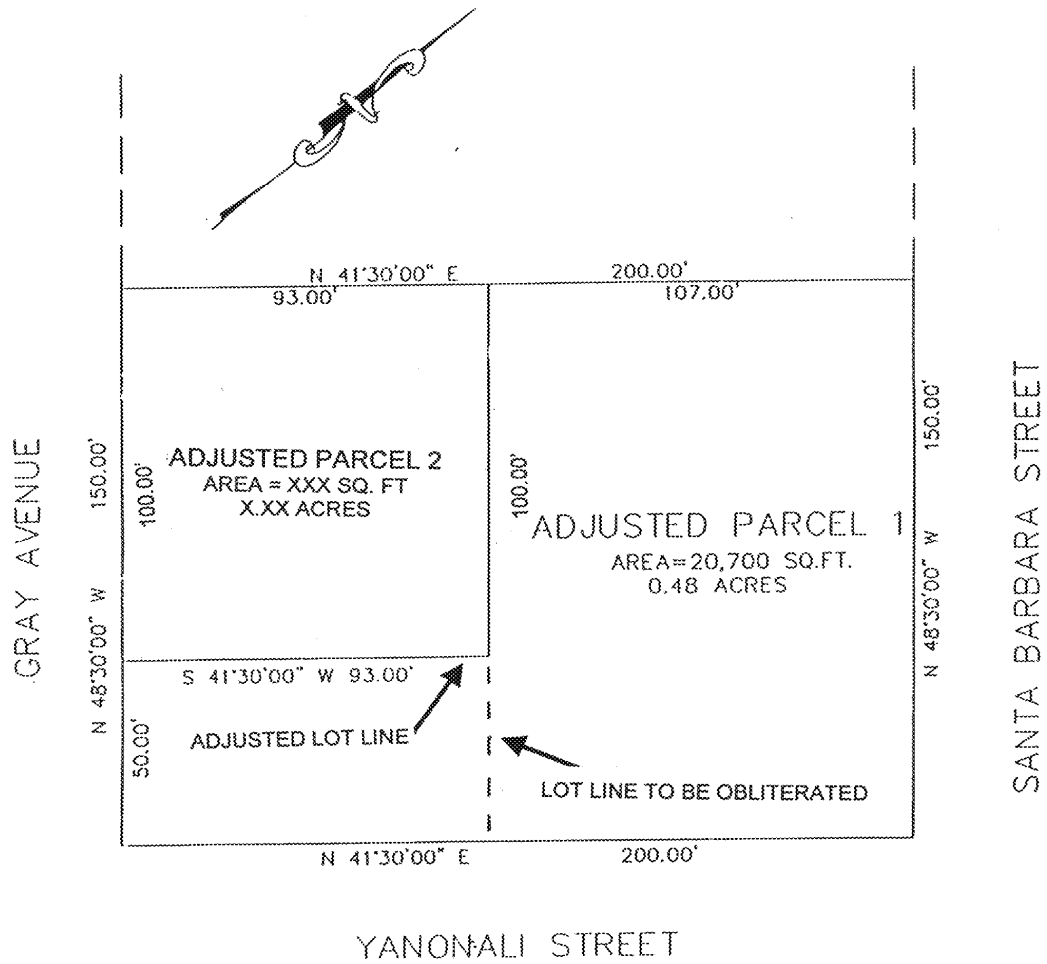 N 41°30'00" E 200.00'
93.00' 107.00'
GRAY AVENUE
N 48°30'00" W 150.00'
100.00'
ADJUSTED PARCEL 2
AREA = XXX SQ. FT
X.XX ACRES
100.00'
ADJUSTED PARCEL 1
AREA=20,700 SQ.FT.
0.48 ACRES
N 48°30'00" W 150.00'
SANTA BARBARA STREET
S 41°30'00" W 93.00'
50.00'
ADJUSTED LOT LINE
LOT LINE TO BE OBLITERATED
N 41°30'00" E 200.00'
YANONALI STREET